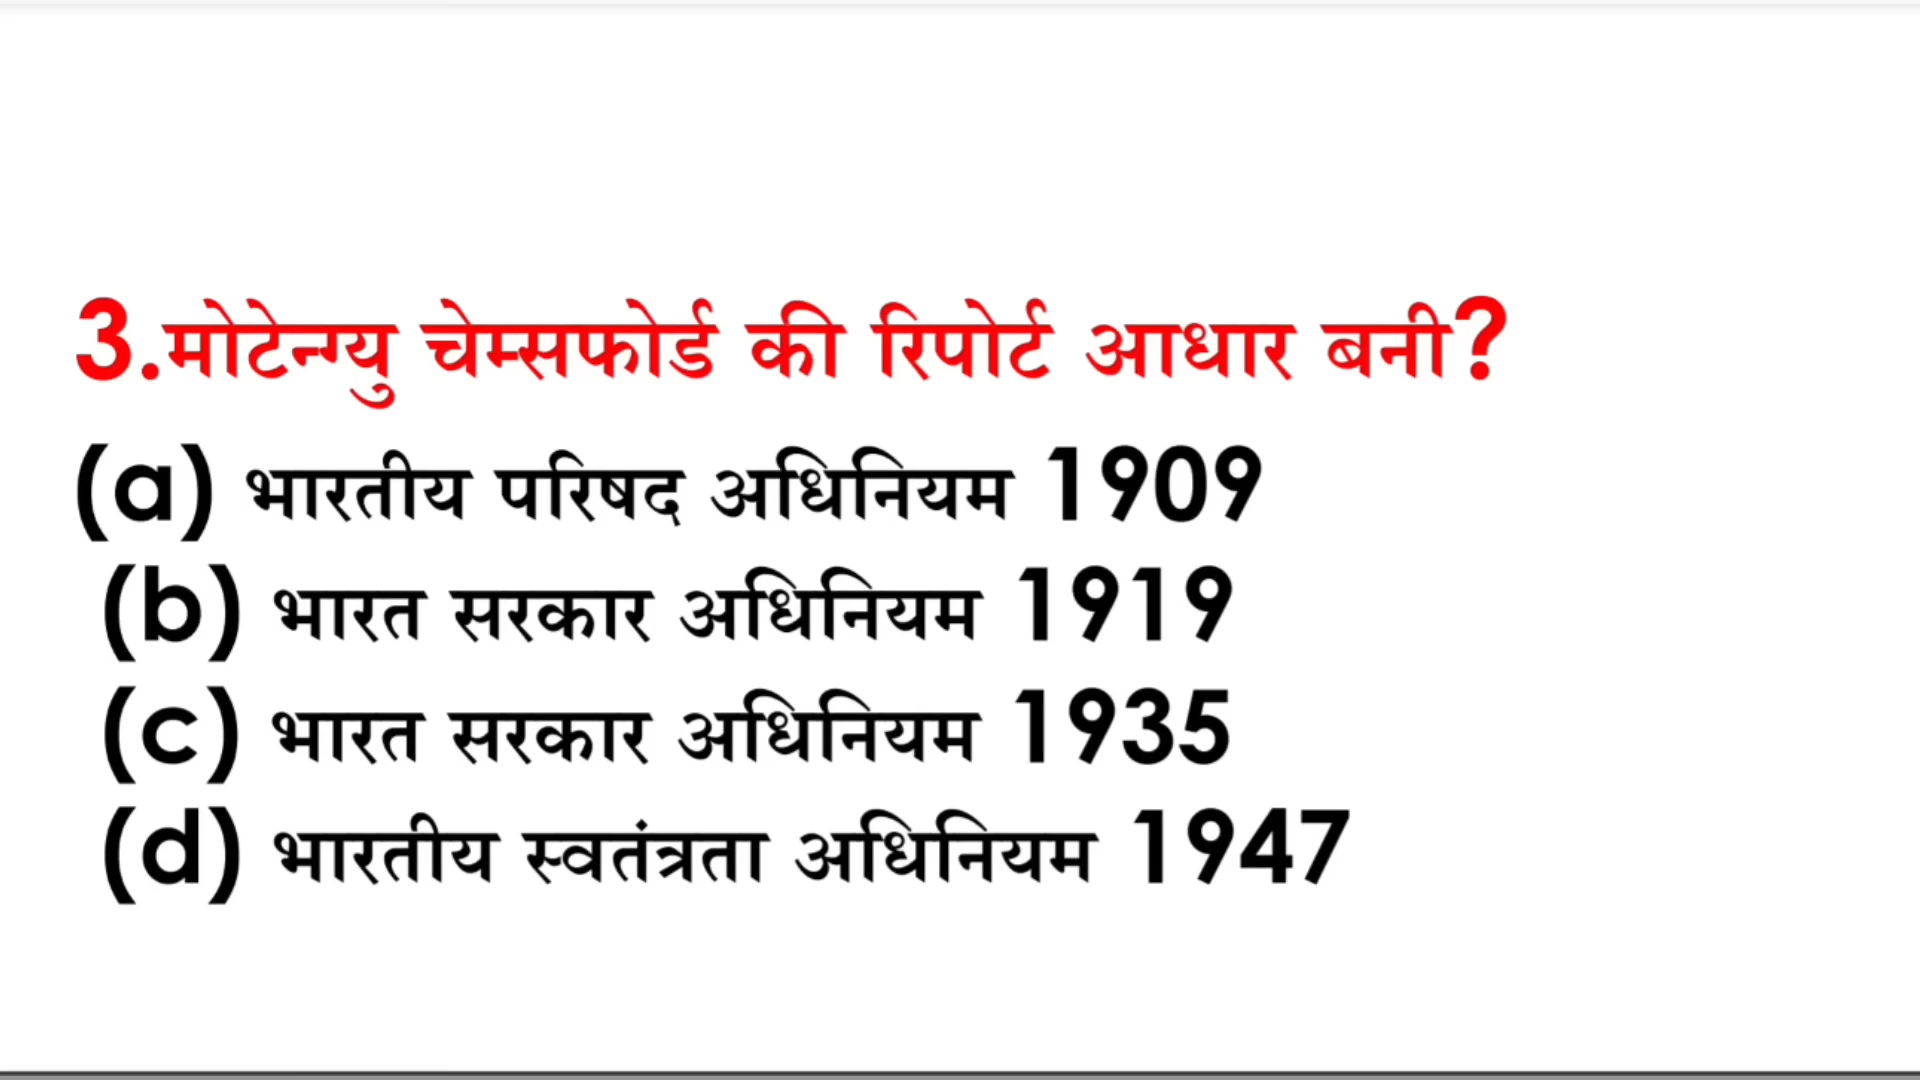 3.मोटेन्ग्यु चेम्सफोर्ड की रिपोर्ट आधार बनी?
(a) भारतीय परिषद अधिनियम 1909
(b) भारत सरकार अधिनियम 1919
(c) भारत सरकार अधिनियम 1935
(d) भारतीय स्वतंत्रता अधिनियम 1947